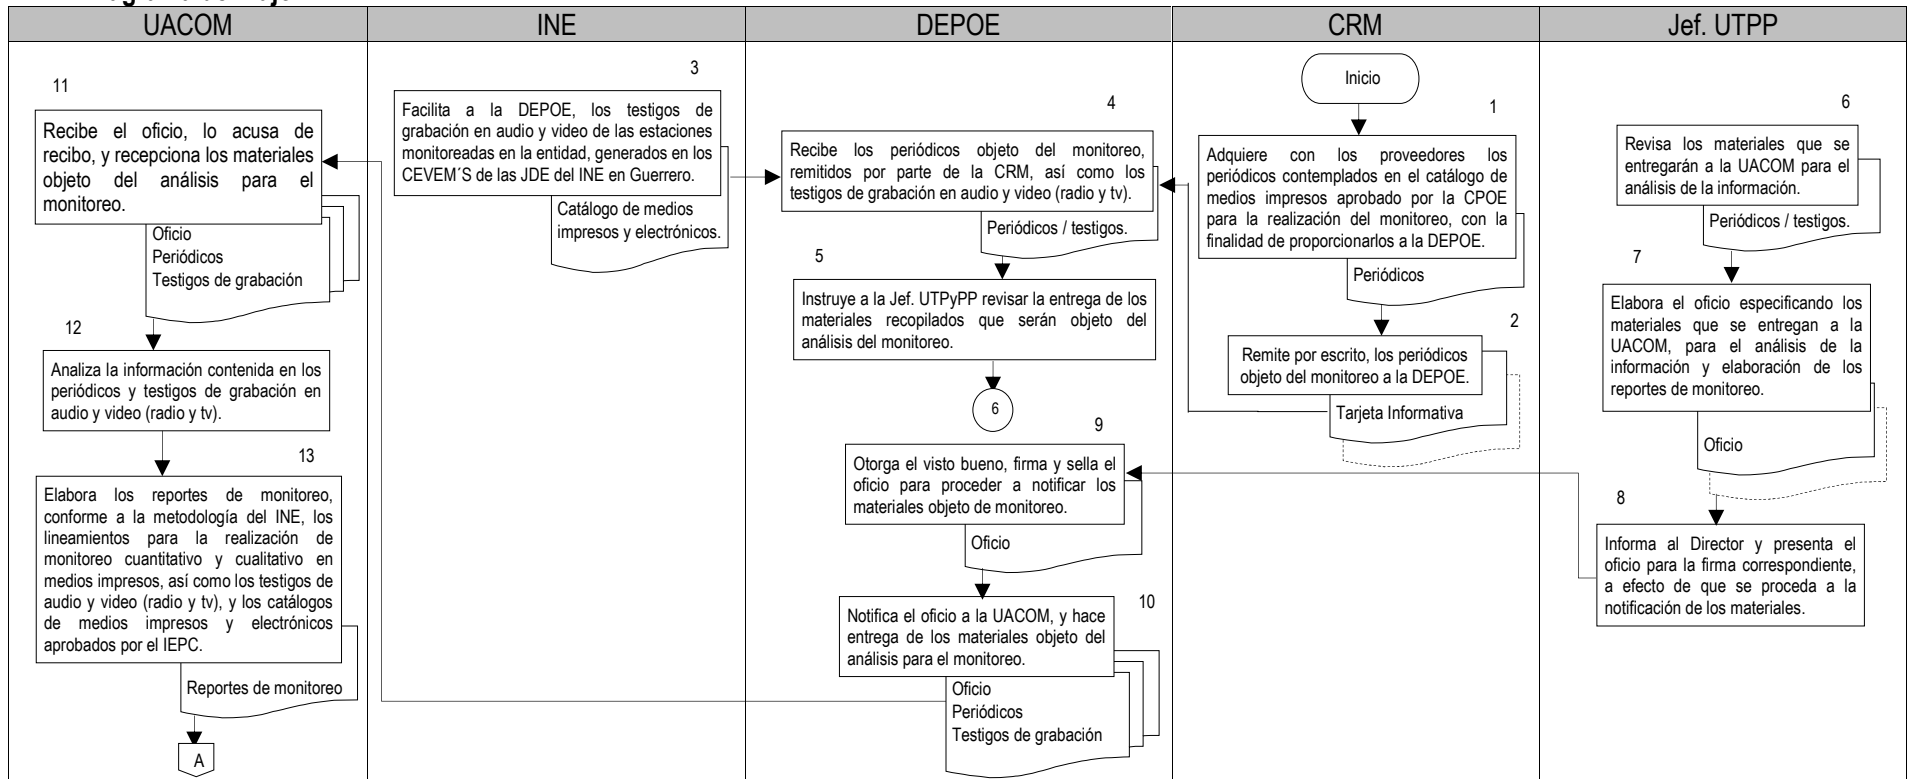 UACOM
INE
DEPOE
CRM
Jef. UTPP
11
Recibe el oficio, lo acusa de
recibo, y recepciona los materiales
objeto del análisis para el
monitoreo.
Oficio
Periódicos
Testigos de grabación
12
Analiza la información contenida en los
periódicos y testigos de grabación en
audio y video (radio y tv).
13
Elabora los reportes de monitoreo,
conforme a la metodología del INE, los
lineamientos para la realización de
monitoreo cuantitativo y cualitativo en
medios impresos, así como los testigos de
audio y video (radio y tv), y los catálogos
de medios impresos y electrónicos
aprobados por el IEPC.
Reportes de monitoreo
A
3
Facilita a la DEPOE, los testigos de
grabación en audio y video de las estaciones
monitoreadas en la entidad, generados en los
CEVEM´S de las JDE del INE en Guerrero.
Catálogo de medios
impresos y electrónicos.
4
Recibe los periódicos objeto del monitoreo,
remitidos por parte de la CRM, así como los
testigos de grabación en audio y video (radio y tv).
Periódicos / testigos.
5
Instruye a la Jef. UTPyPP revisar la entrega de los
materiales recopilados que serán objeto del
análisis del monitoreo.
6
9
Otorga el visto bueno, firma y sella el
oficio para proceder a notificar los
materiales objeto de monitoreo.
Oficio
10
Notifica el oficio a la UACOM, y hace
entrega de los materiales objeto del
análisis para el monitoreo.
Oficio
Periódicos
Testigos de grabación
Inicio
1
Adquiere con los proveedores los
periódicos contemplados en el catálogo de
medios impresos aprobado por la CPOE
para la realización del monitoreo, con la
finalidad de proporcionarlos a la DEPOE.
Periódicos
2
Remite por escrito, los periódicos
objeto del monitoreo a la DEPOE.
Tarjeta Informativa
6
Revisa los materiales que se
entregarán a la UACOM para el
análisis de la información.
Periódicos / testigos.
7
Elabora el oficio especificando los
materiales que se entregan a la
UACOM, para el análisis de la
información y elaboración de los
reportes de monitoreo.
Oficio
8
Informa al Director y presenta el
oficio para la firma correspondiente,
a efecto de que se proceda a la
notificación de los materiales.